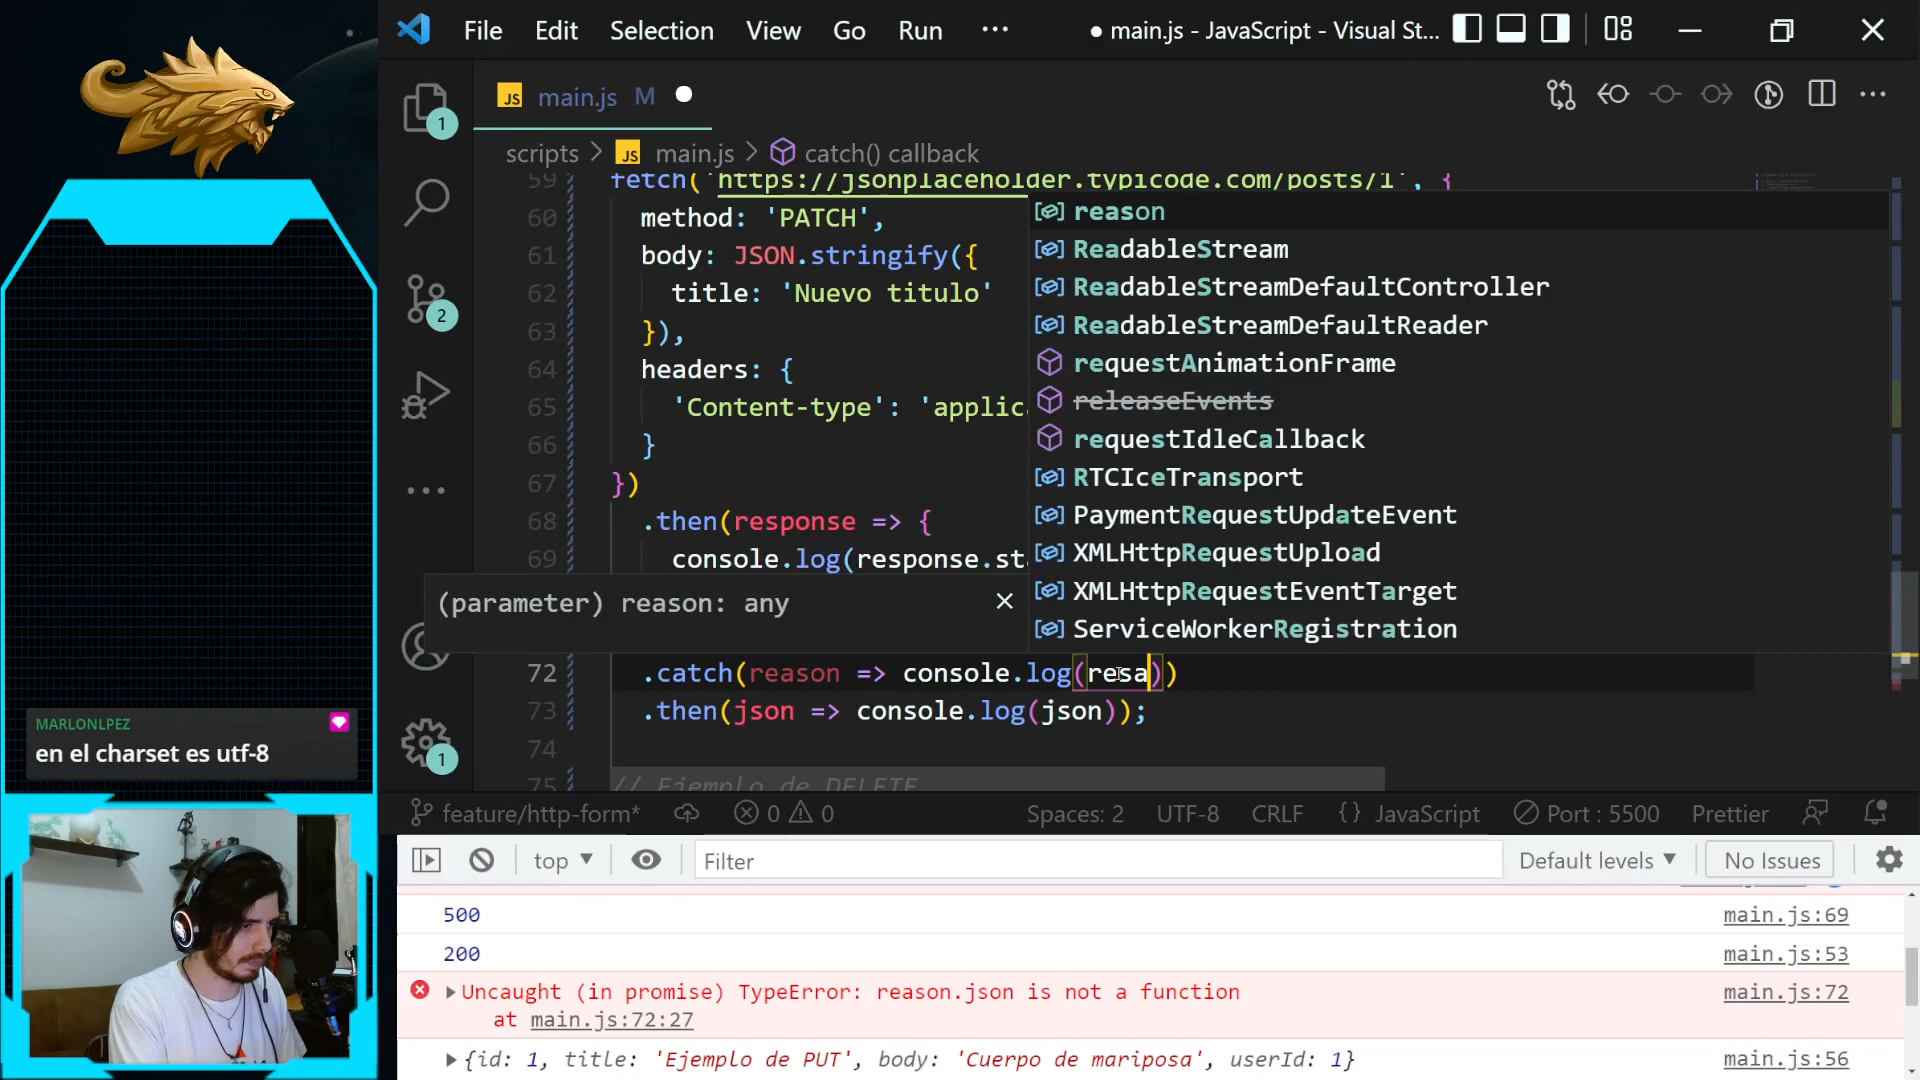 File Edit Selection View Go Run ··· ● main.js - JavaScript - Visual St...
JS main.js M
scripts > JS main.js > catch() callback
59 fetch('https://jsonplaceholder.typicode.com/posts/1', {
60 method: 'PATCH',
61 body: JSON.stringify({
62 title: 'Nuevo titulo'
63 }),
64 headers: {
65 'Content-type': 'applic
66 }
67 })
68 .then(response => {
69 console.log(response.st
reason
ReadableStream
ReadableStreamDefaultController
ReadableStreamDefaultReader
requestAnimationFrame
releaseEvents
requestIdleCallback
RTCIceTransport
PaymentRequestUpdateEvent
XMLHttpRequestUpload
XMLHttpRequestEventTarget
ServiceWorkerRegistration
(parameter) reason: any
72 .catch(reason => console.log(resa))
73 .then(json => console.log(json));
74
75 // Ejemplo de DELETE
1
2
1
MARLONLPEZ
en el charset es utf-8
feature/http-form* 0 0 Spaces: 2 UTF-8 CRLF {} JavaScript Port : 5500 Prettier
top Filter Default levels No Issues
500 main.js:69
200 main.js:53
Uncaught (in promise) TypeError: reason.json is not a function main.js:72
at main.js:72:27
{id: 1, title: 'Ejemplo de PUT', body: 'Cuerpo de mariposa', userId: 1} main.js:56